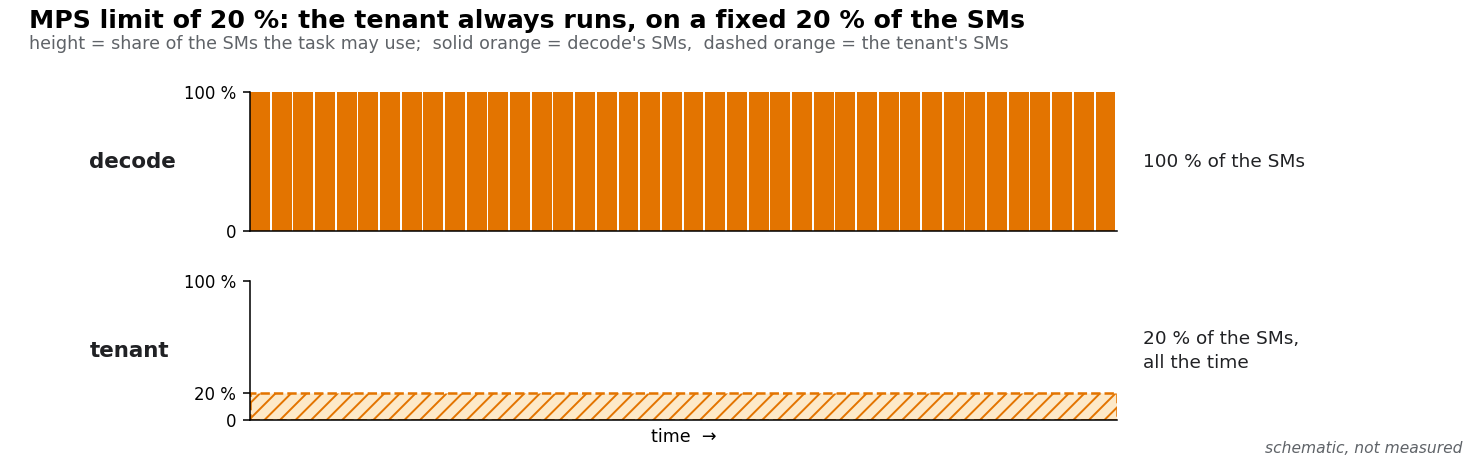 MPS limit of 20 %: the tenant always runs, on a fixed 20 % of the SMs
height = share of the SMs the task may use;  solid orange = decode's SMs,  dashed orange = the tenant's SMs
100 %
decode
100 % of the SMs
0
100 %
tenant
20 % of the SMs,
all the time
20 %
0
time →
schematic, not measured